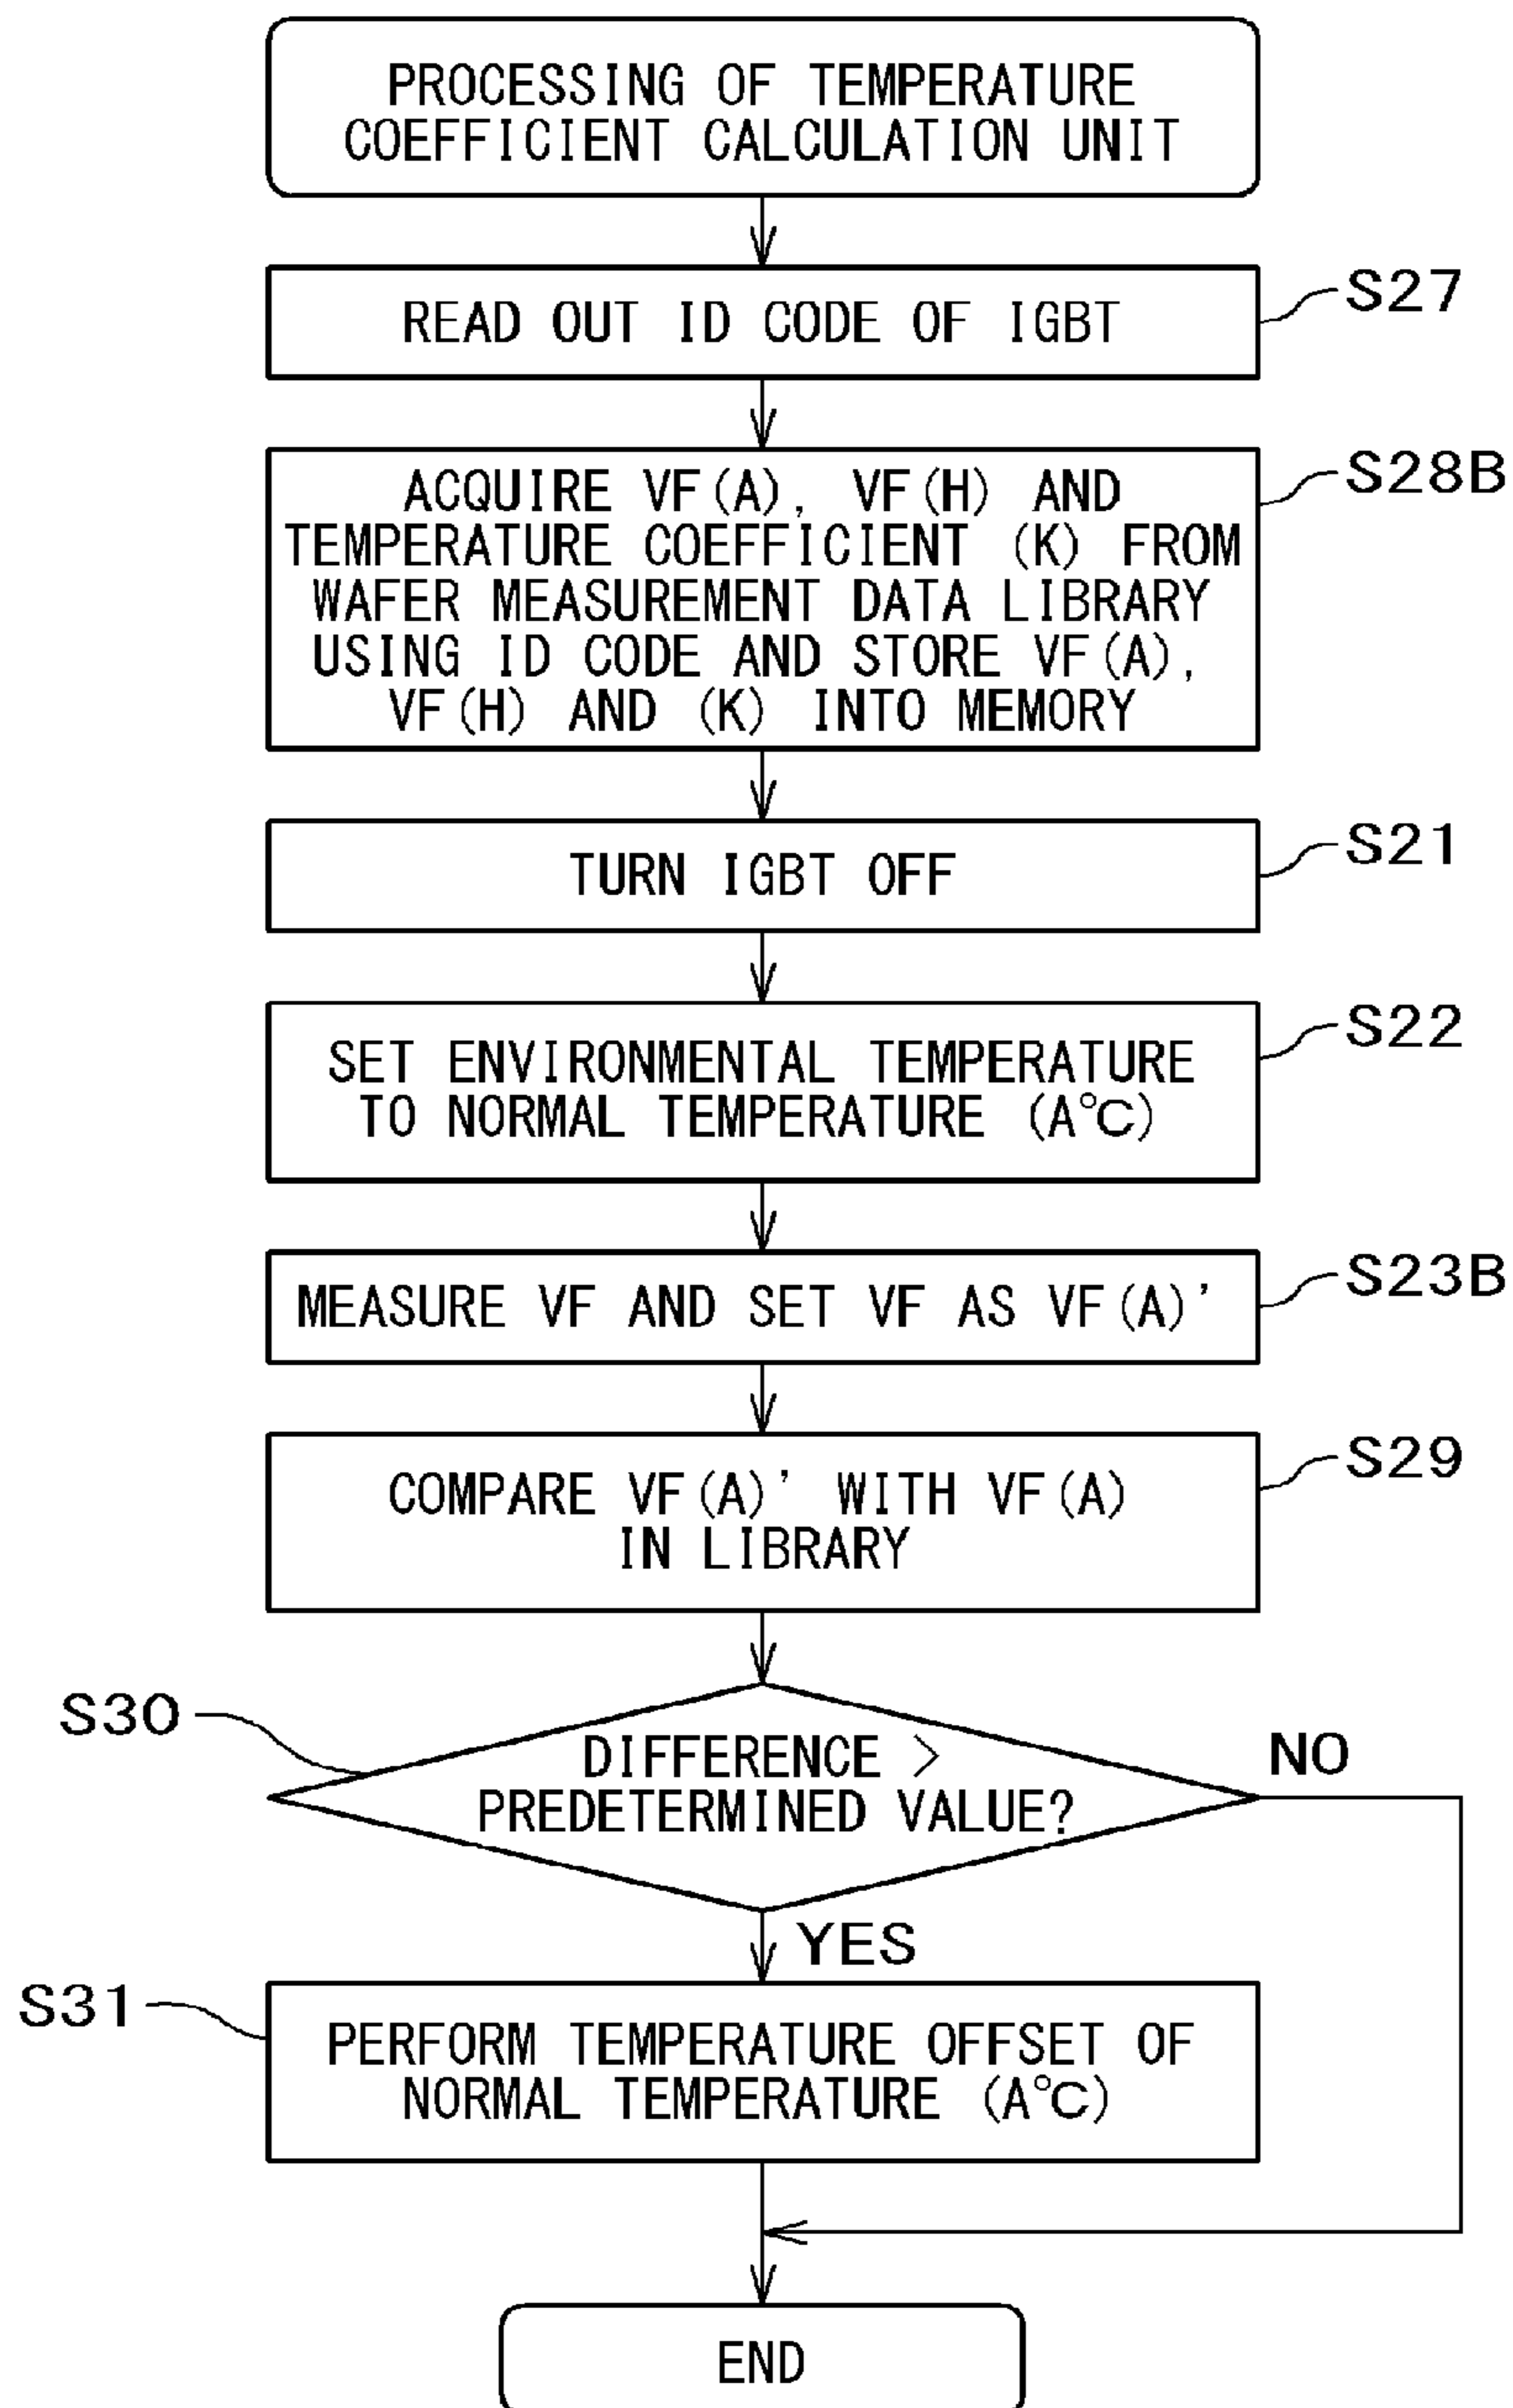 PROCESSING OF TEMPERATURE
COEFFICIENT CALCULATION UNIT
READ OUT ID CODE OF IGBT
S27
ACQUIRE VF(A), VF(H) AND
TEMPERATURE COEFFICIENT (K) FROM
WAFER MEASUREMENT DATA LIBRARY
USING ID CODE AND STORE VF(A),
VF(H) AND (K) INTO MEMORY
S28B
TURN IGBT OFF
S21
SET ENVIRONMENTAL TEMPERATURE
TO NORMAL TEMPERATURE (A℃)
S22
MEASURE VF AND SET VF AS VF(A)'
S23B
COMPARE VF(A)' WITH VF(A)
IN LIBRARY
S29
S30
DIFFERENCE >
PREDETERMINED VALUE?
NO
YES
S31
PERFORM TEMPERATURE OFFSET OF
NORMAL TEMPERATURE (A℃)
END